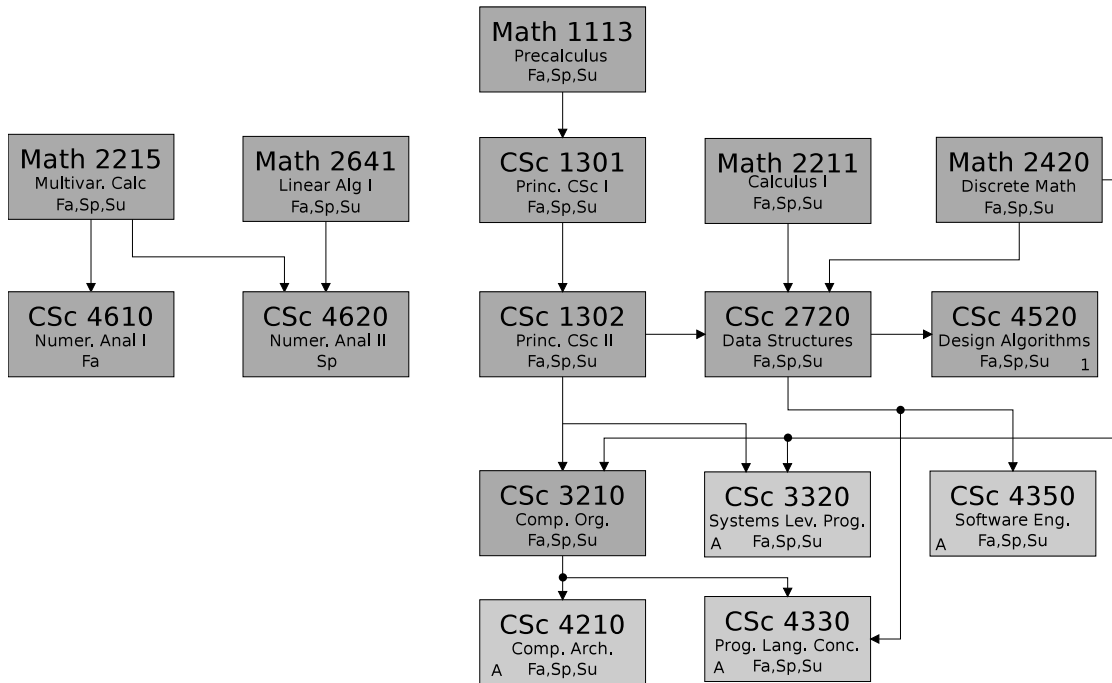 Math 1113
Precalculus
Fa,Sp,Su
Math 2215
Multivar. Calc
Fa,Sp,Su
Math 2641
Linear Alg I
Fa,Sp,Su
CSc 1301
Princ. CSc I
Fa,Sp,Su
Math 2211
Calculus I
Fa,Sp,Su
Math 2420
Discrete Math
Fa,Sp,Su
CSc 4610
Numer. Anal I
Fa
CSc 4620
Numer. Anal II
Sp
CSc 1302
Princ. CSc II
Fa,Sp,Su
CSc 2720
Data Structures
Fa,Sp,Su
CSc 4520
Design Algorithms
Fa,Sp,Su 1
CSc 3210
Comp. Org.
Fa,Sp,Su
CSc 3320
Systems Lev. Prog.
A Fa,Sp,Su
CSc 4350
Software Eng.
A Fa,Sp,Su
CSc 4210
Comp. Arch.
A Fa,Sp,Su
CSc 4330
Prog. Lang. Conc.
A Fa,Sp,Su